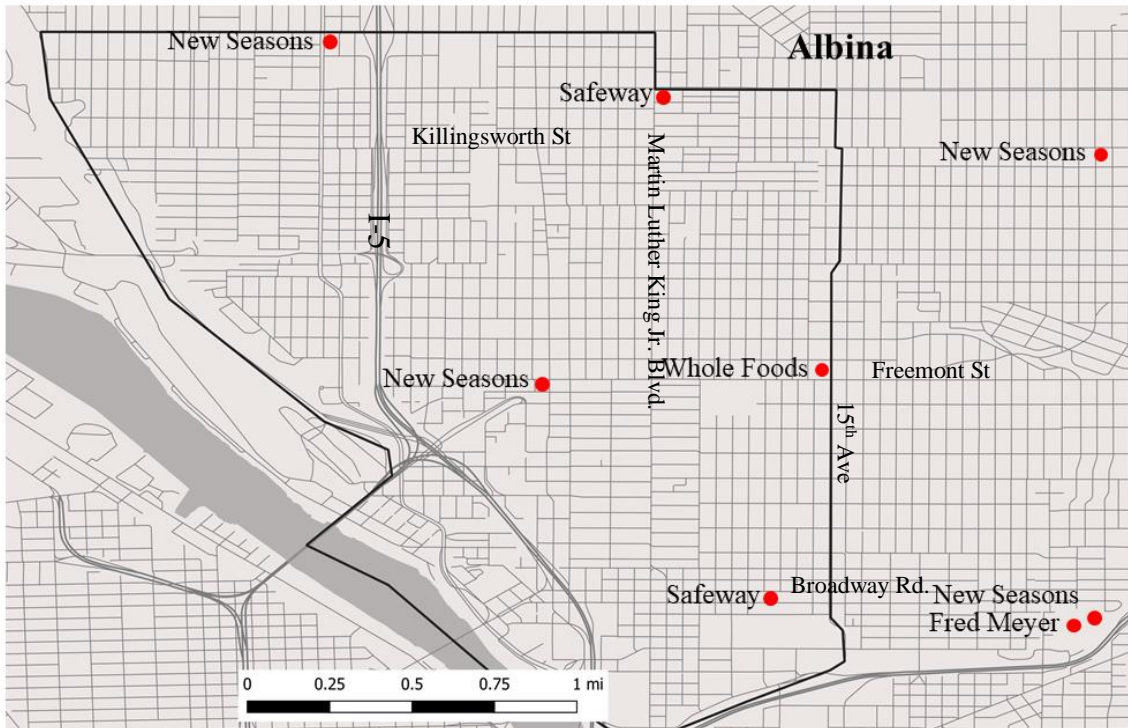 New Seasons
Albina
Safeway
Killingsworth St
New Seasons
Martin Luther King Jr. Blvd.
I-5
New Seasons
Whole Foods
Freemont St
15th Ave
Safeway
Broadway Rd.
New Seasons
Fred Meyer
0 0.25 0.5 0.75 1 mi